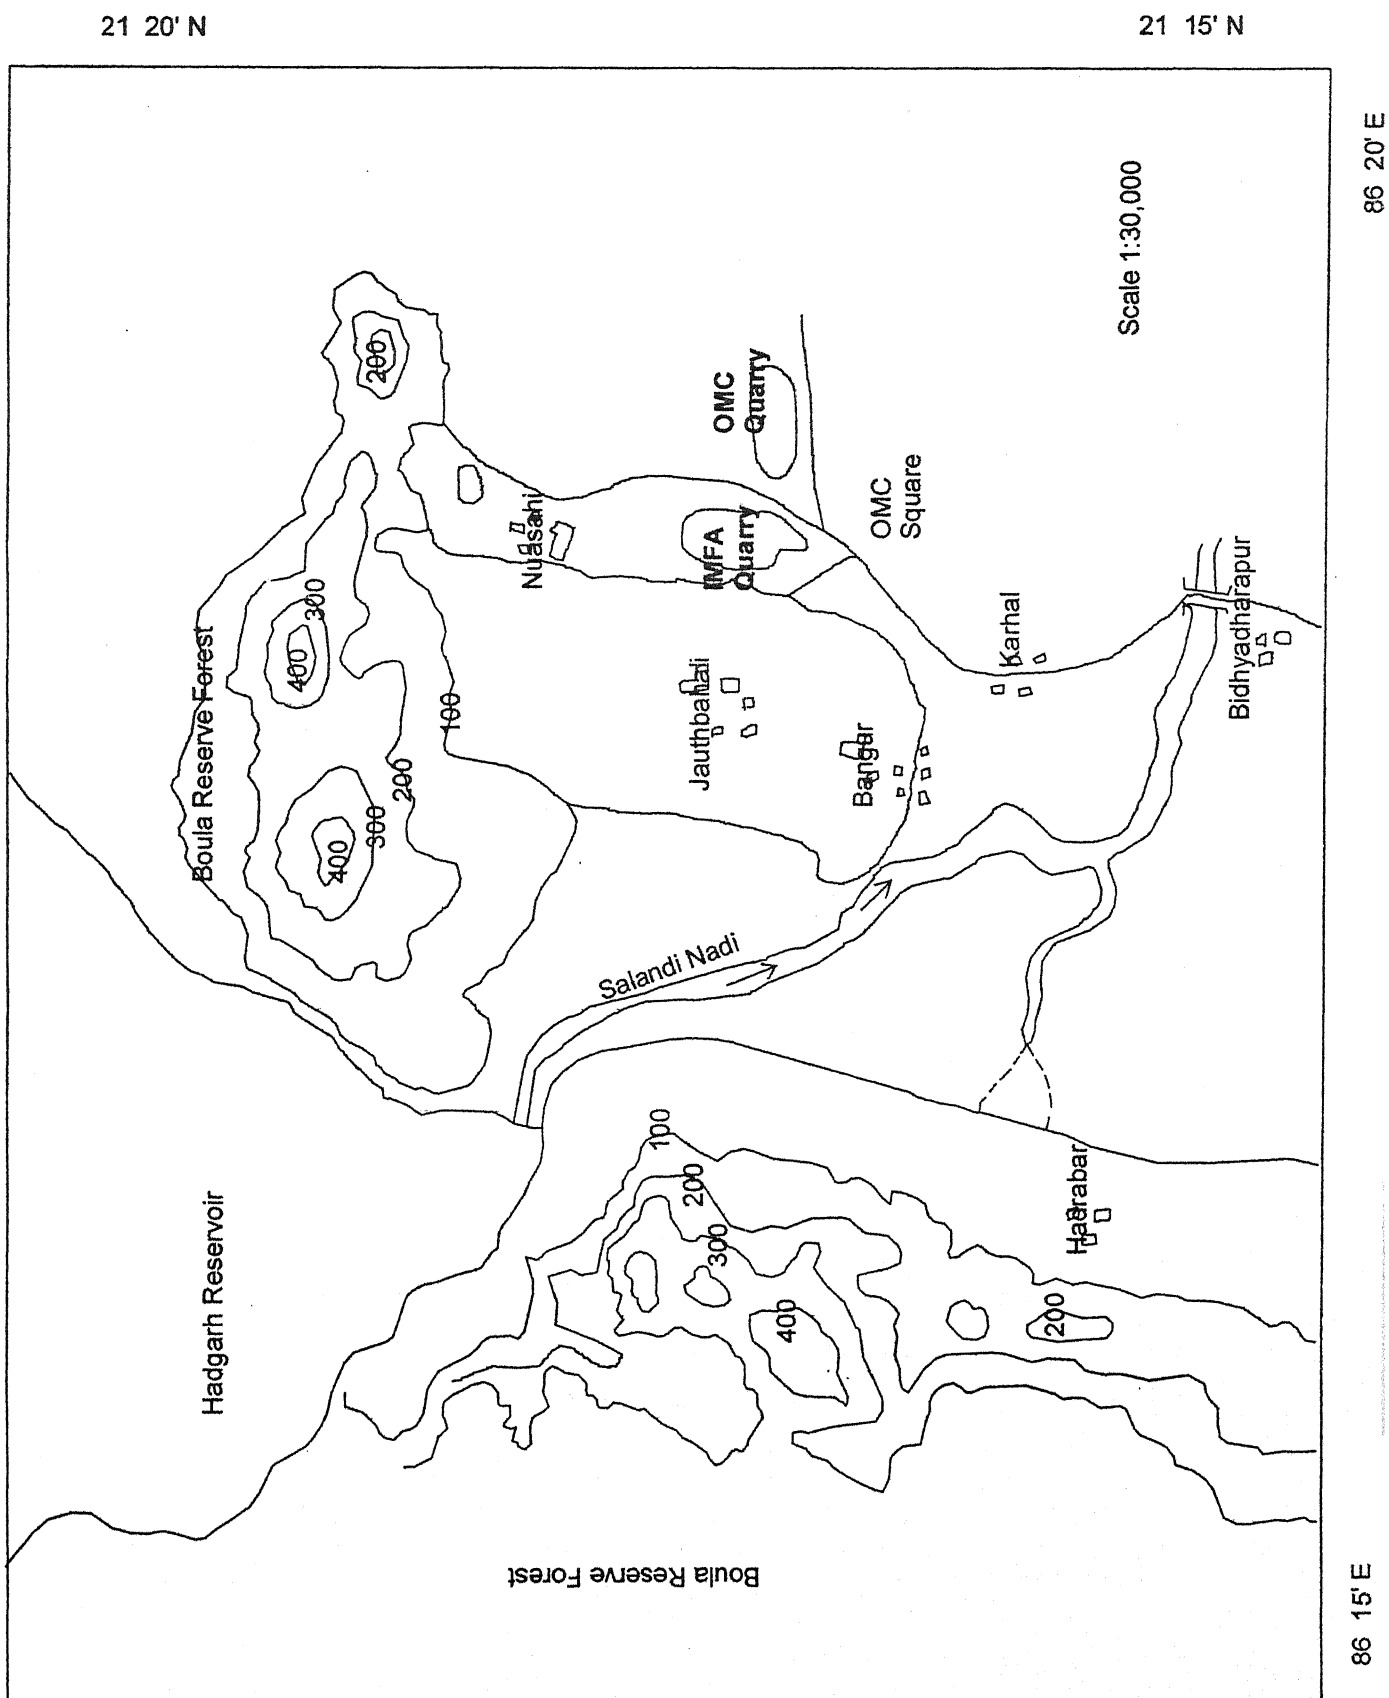 21 20' N
21 15' N
86 20' E
Scale 1:30,000
200
OMC
Quarry
OMC
Square
Nuasahi
IMFA
Quarry
300
400
Boula Reserve Forest
100
200
300
400
Jauthbahali
Bangur
Karhal
Bidhyadharapur
Salandi Nadi
Hadgarh Reservoir
100
200
300
400
200
Boula Reserve Forest
86 15' E